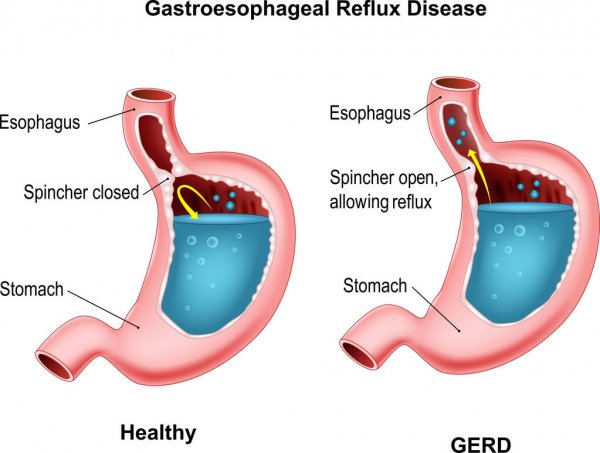 Gastroesophageal Reflux Disease
Esophagus
Spincher closed
Stomach
Healthy
Esophagus
Spincher open,
allowing reflux
Stomach
GERD